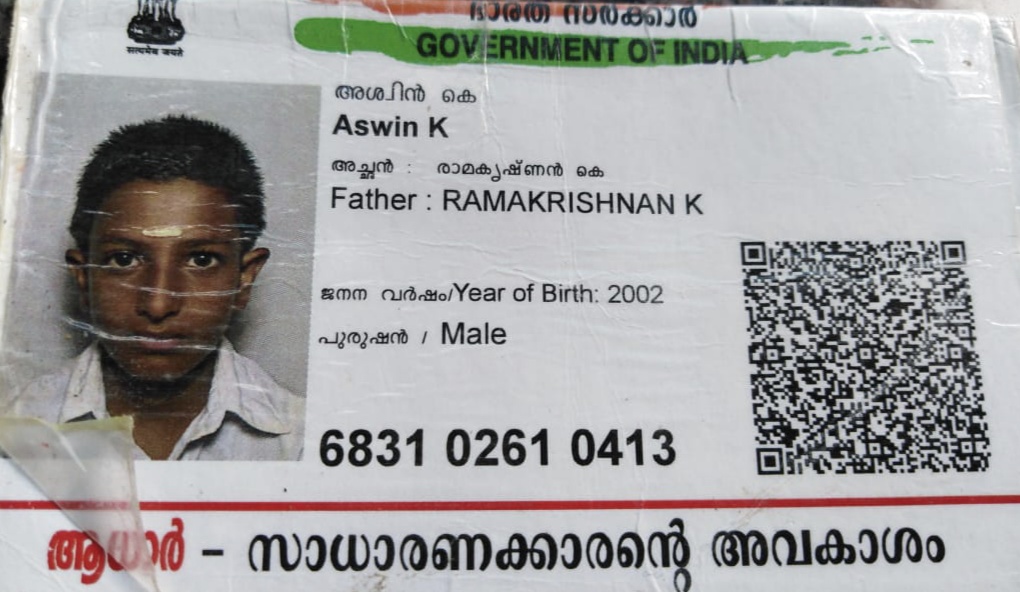 सत्यमेव जयते
ഭാരത സർക്കാർ
GOVERNMENT OF INDIA
അശ്വിൻ കെ
Aswin K
അച്ഛൻ : രാമകൃഷ്ണൻ കെ
Father : RAMAKRISHNAN K
ജനന വർഷം/Year of Birth: 2002
പുരുഷൻ / Male
6831 0261 0413
ആധാർ - സാധാരണക്കാരന്റെ അവകാശം